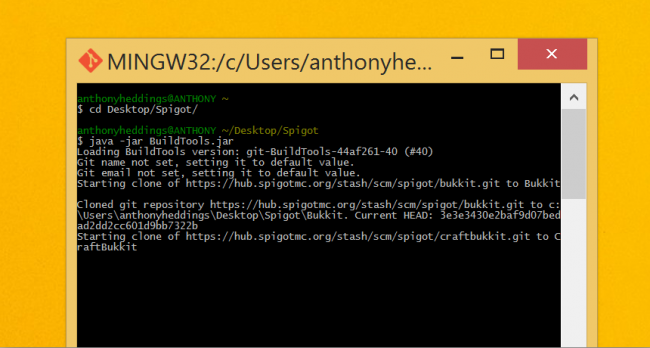 MINGW32:/c/Users/anthonyhe...
anthonyheddings@ANTHONY ~
$ cd Desktop/Spigot/
anthonyheddings@ANTHONY ~/Desktop/Spigot
$ java -jar BuildTools.jar
Loading BuildTools version: git-BuildTools-44af261-40 (#40)
Git name not set, setting it to default value.
Git email not set, setting it to default value.
Starting clone of https://hub.spigotmc.org/stash/scm/spigot/bukkit.git to Bukkit
Cloned git repository https://hub.spigotmc.org/stash/scm/spigot/bukkit.git to c:
\Users\anthonyheddings\Desktop\Spigot\Bukkit. Current HEAD: 3e3e3430e2baf9d07bed
ad2dd2cc601d9bb7322b
Starting clone of https://hub.spigotmc.org/stash/scm/spigot/craftbukkit.git to C
raftBukkit